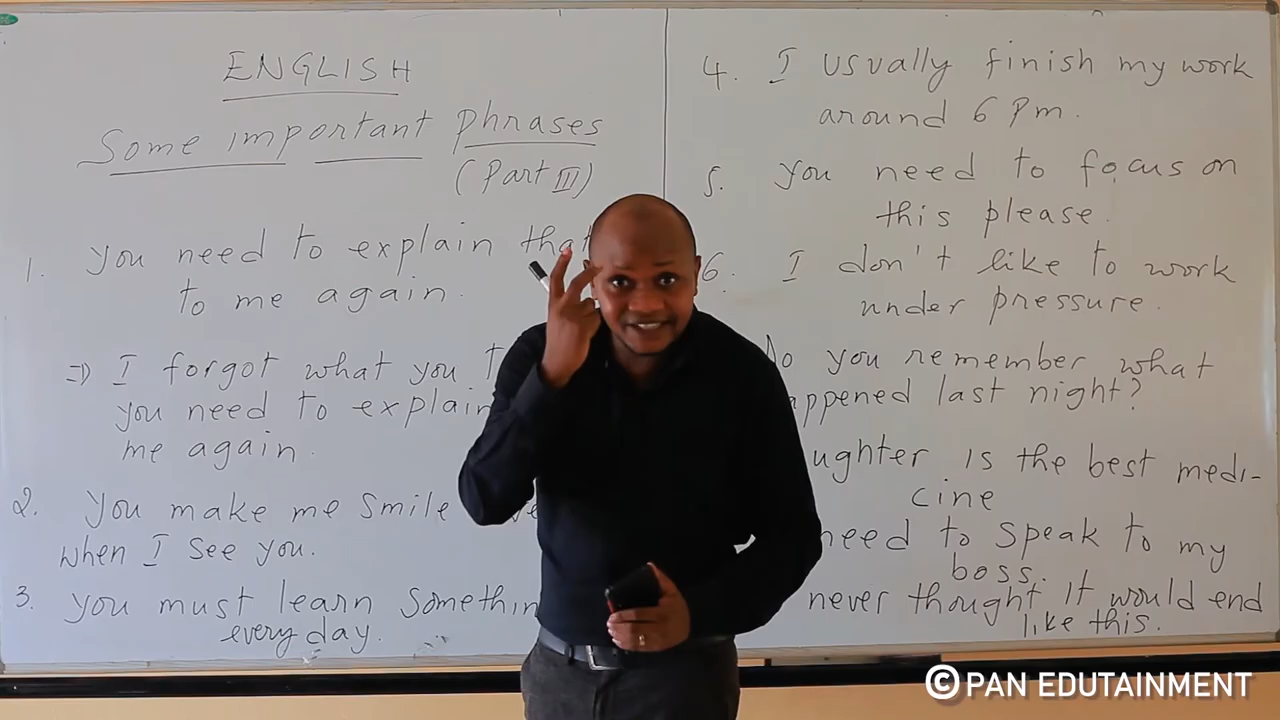 ENGLISH
Some important phrases
(Part III)
1. You need to explain that
to me again.
=> I forgot what you
you need to explain
me again.
2. You make me smile
when I see you.
3. you must learn somethin
every day.
4. I usually finish my work
around 6 pm.
5. you need to focus on
this please.
6. I don't like to work
under pressure.
Do you remember what
appened last night?
ughter is the best medi-
cine
need to speak to my
boss.
never thought it would end
like this.
©PAN EDUTAINMENT